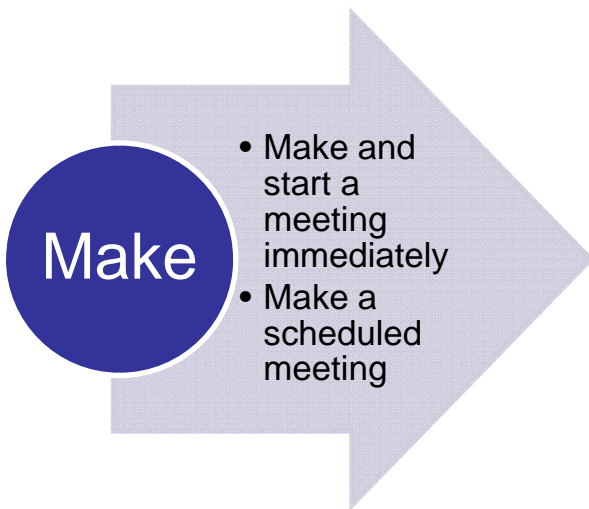 Make
• Make and
start a
meeting
immediately
• Make a
scheduled
meeting